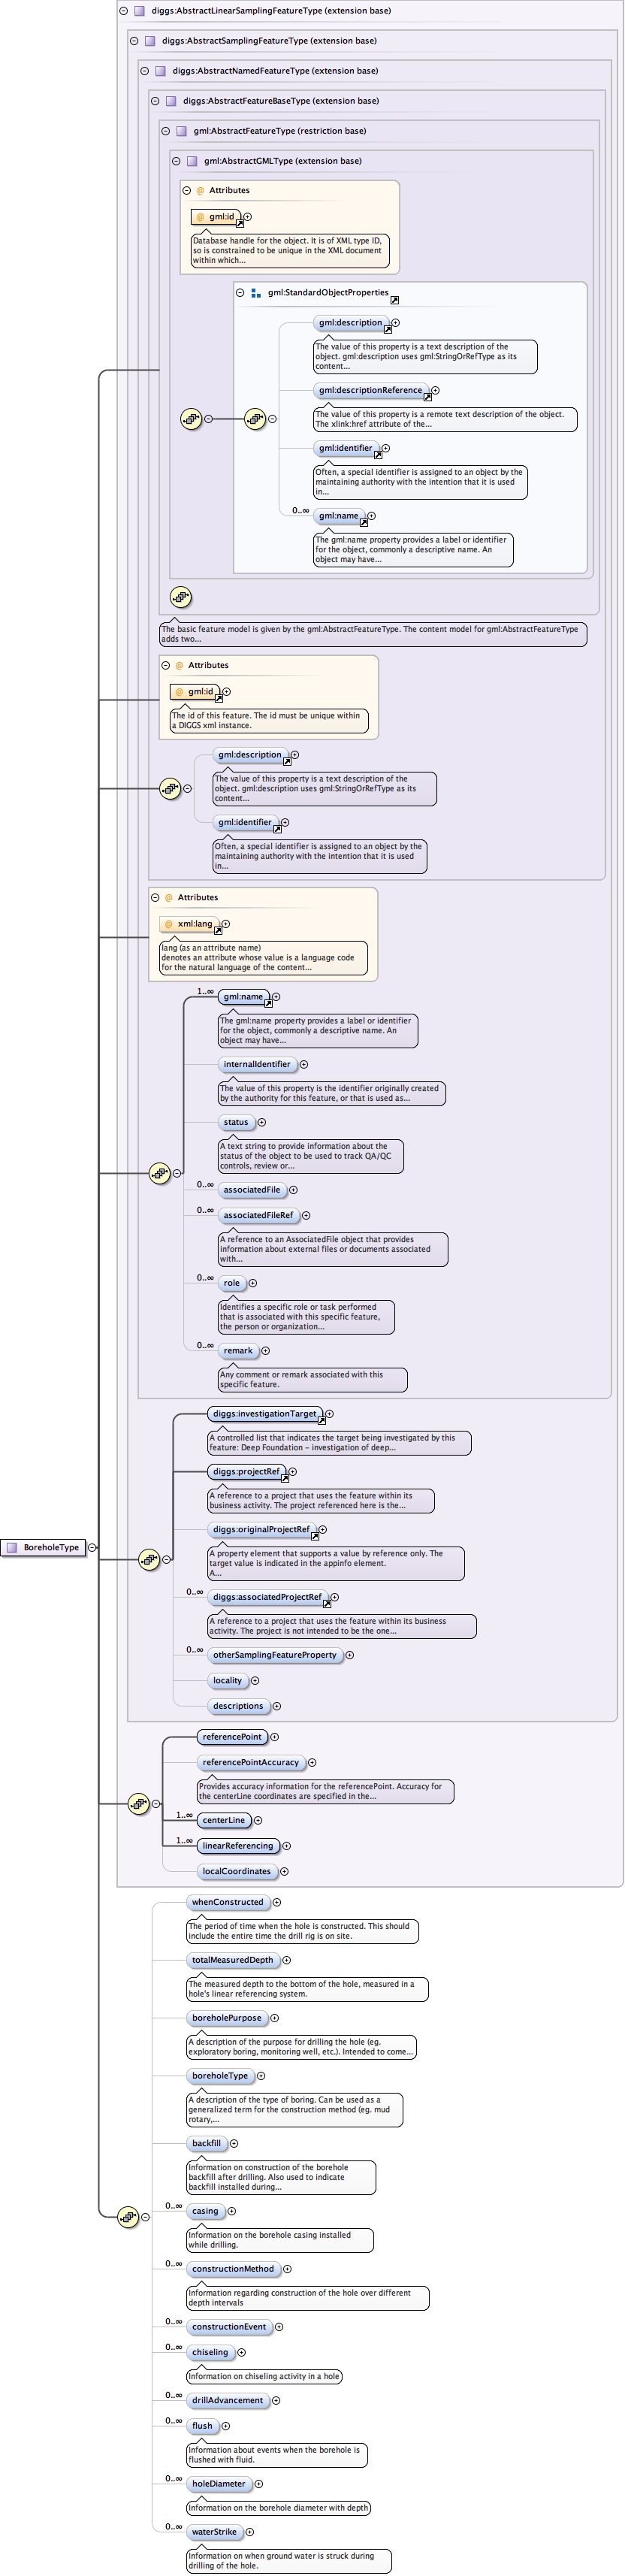 diggs:AbstractLinearSamplingFeatureType (extension base)
diggs:AbstractSamplingFeatureType (extension base)
diggs:AbstractNamedFeatureType (extension base)
diggs:AbstractFeatureBaseType (extension base)
gml:AbstractFeatureType (restriction base)
gml:AbstractGMLType (extension base)
@ Attributes
@ gml:id
Database handle for the object. It is of XML type ID,
so is constrained to be unique in the XML document
within which...
gml:StandardObjectProperties
gml:description
The value of this property is a text description of the
object. gml:description uses gml:StringOrRefType as its
content...
gml:descriptionReference
The value of this property is a remote text description of the object.
The xlink:href attribute of the...
gml:identifier
Often, a special identifier is assigned to an object by the
maintaining authority with the intention that it is used
in...
0..∞
gml:name
The gml:name property provides a label or identifier
for the object, commonly a descriptive name. An
object may have...
The basic feature model is given by the gml:AbstractFeatureType. The content model for gml:AbstractFeatureType
adds two...
@ Attributes
@ gml:id
The id of this feature. The id must be unique within
a DIGGS xml instance.
gml:description
The value of this property is a text description of the
object. gml:description uses gml:StringOrRefType as its
content...
gml:identifier
Often, a special identifier is assigned to an object by the
maintaining authority with the intention that it is used
in...
@ Attributes
@ xml:lang
lang (as an attribute name)
denotes an attribute whose value is a language code
for the natural language of the content...
1..∞
gml:name
The gml:name property provides a label or identifier
for the object, commonly a descriptive name. An
object may have...
internalIdentifier
The value of this property is the identifier originally created
by the authority for this feature, or that is used as...
status
A text string to provide information about the
status of the object to be used to track QA/QC
controls, review or...
0..∞
associatedFile
0..∞
associatedFileRef
A reference to an AssociatedFile object that provides
information about external files or documents associated
with...
0..∞
role
Identifies a specific role or task performed
that is associated with this specific feature,
the person or organization...
0..∞
remark
Any comment or remark associated with this
specific feature.
diggs:investigationTarget
A controlled list that indicates the target being investigated by this
feature: Deep Foundation – investigation of deep...
diggs:projectRef
A reference to a project that uses the feature within its
business activity. The project referenced here is the...
diggs:originalProjectRef
A property element that supports a value by reference only. The
target value is indicated in the appinfo element.
A...
BoreholeType
0..∞
diggs:associatedProjectRef
A reference to a project that uses the feature within its business
activity. The project is not intended to be the one...
0..∞
otherSamplingFeatureProperty
locality
descriptions
referencePoint
referencePointAccuracy
Provides accuracy information for the referencePoint. Accuracy for
the centerLine coordinates are specified in the...
1..∞
centerLine
1..∞
linearReferencing
localCoordinates
whenConstructed
The period of time when the hole is constructed. This should
include the entire time the drill rig is on site.
totalMeasuredDepth
The measured depth to the bottom of the hole, measured in a
hole's linear referencing system.
boreholePurpose
A description of the purpose for drilling the hole (eg.
exploratory boring, monitoring well, etc.). Intended to come...
boreholeType
A description of the type of boring. Can be used as a
generalized term for the construction method (eg. mud
rotary,...
backfill
Information on construction of the borehole
backfill after drilling. Also used to indicate
backfill installed during...
0..∞
casing
Information on the borehole casing installed
while drilling.
0..∞
constructionMethod
Information regarding construction of the hole over different
depth intervals
0..∞
constructionEvent
0..∞
chiseling
Information on chiseling activity in a hole
0..∞
drillAdvancement
0..∞
flush
Information about events when the borehole is
flushed with fluid.
0..∞
holeDiameter
Information on the borehole diameter with depth
0..∞
waterStrike
Information on when ground water is struck during
drilling of the hole.